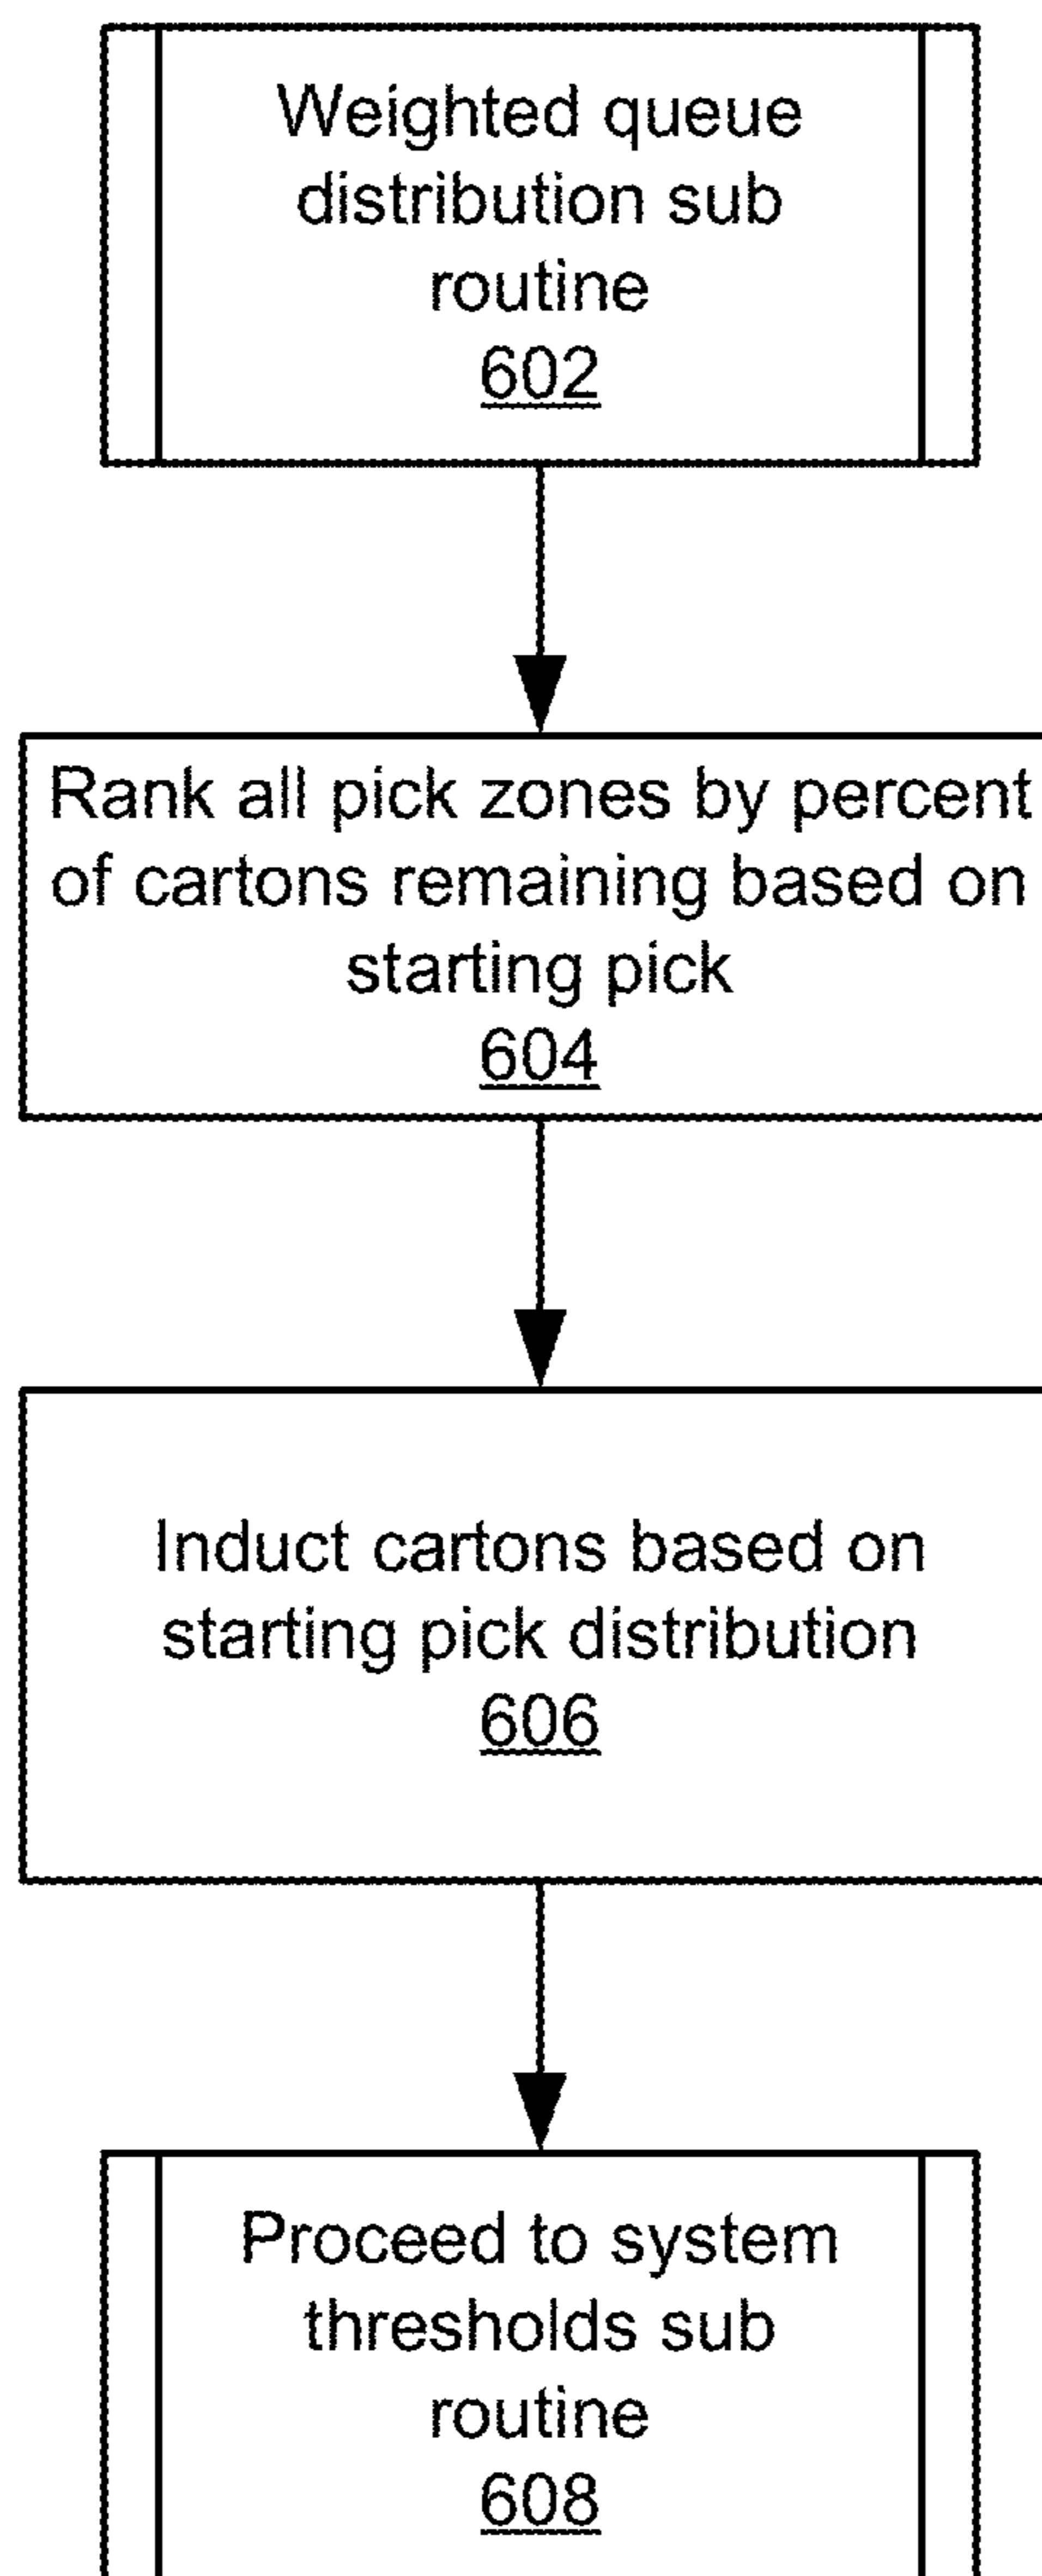 Weighted queue
distribution sub
routine
602
Rank all pick zones by percent
of cartons remaining based on
starting pick
604
Induct cartons based on
starting pick distribution
606
Proceed to system
thresholds sub
routine
608